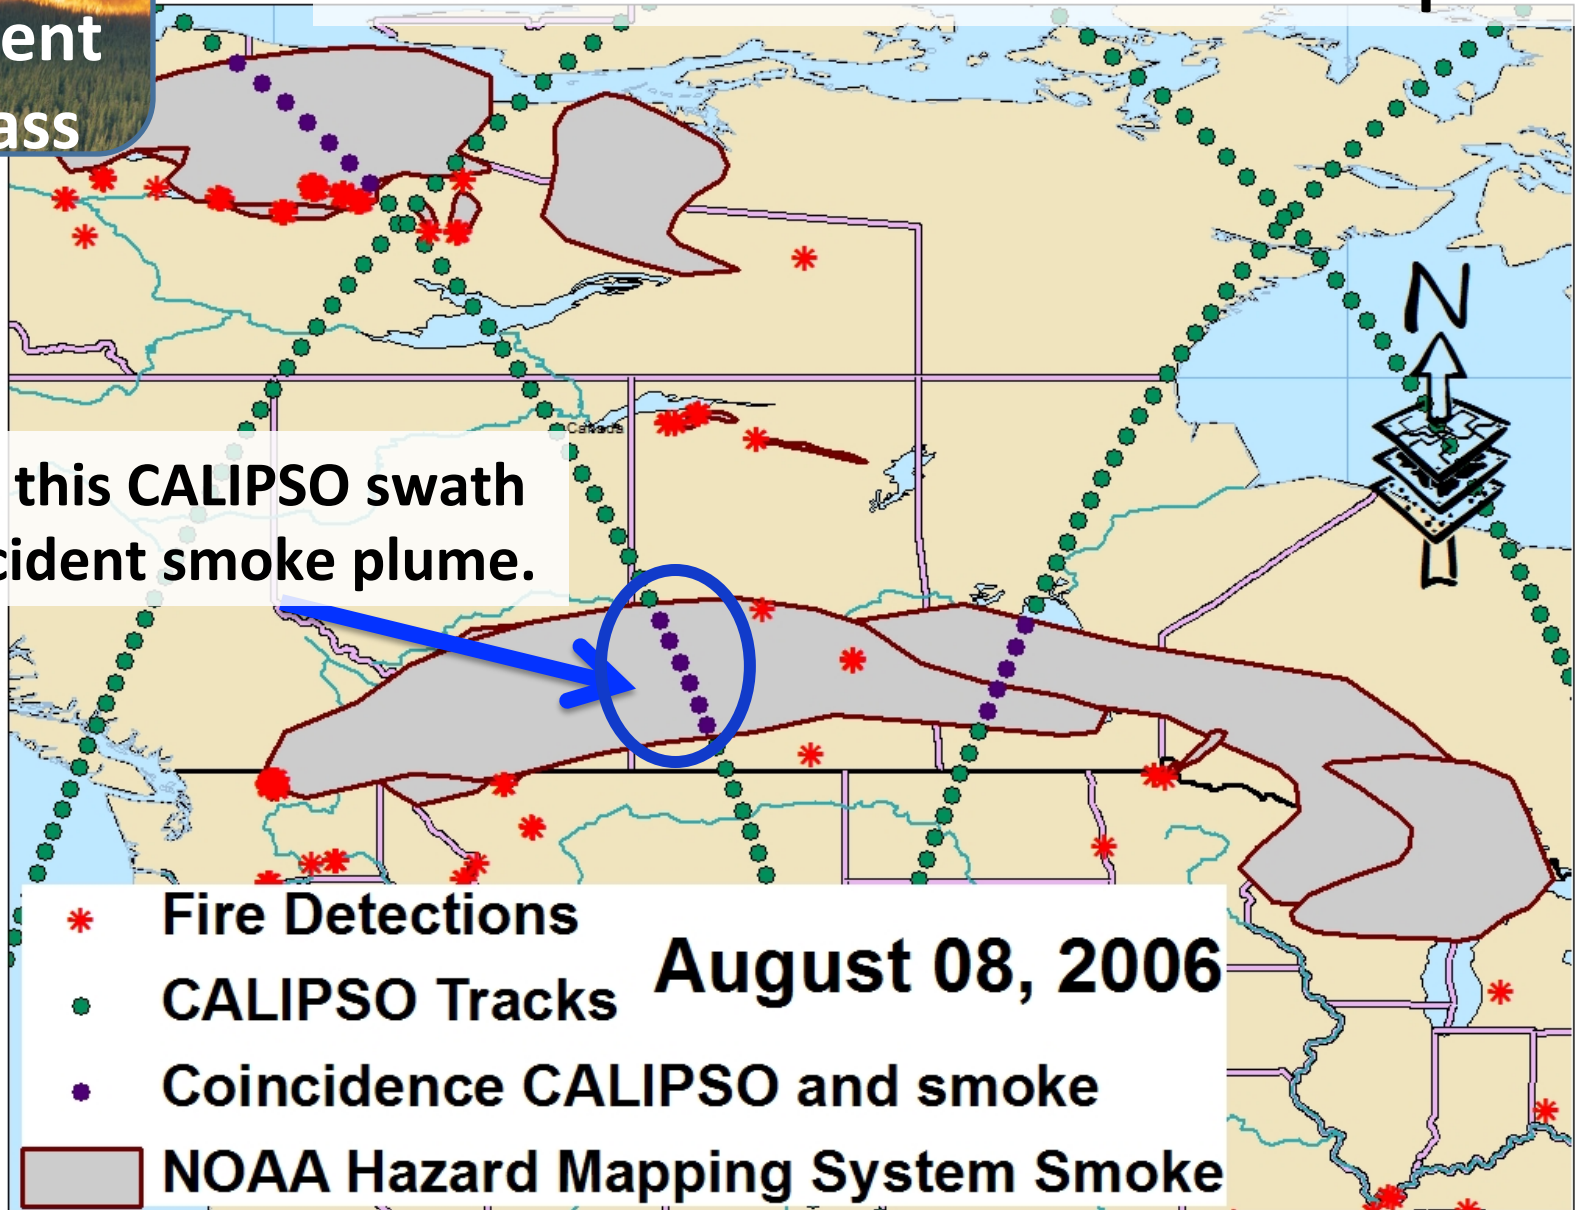 ent
ass
N
Canada
this CALIPSO swath
cident smoke plume.
Fire Detections
August 08, 2006
CALIPSO Tracks
Coincidence CALIPSO and smoke
NOAA Hazard Mapping System Smoke